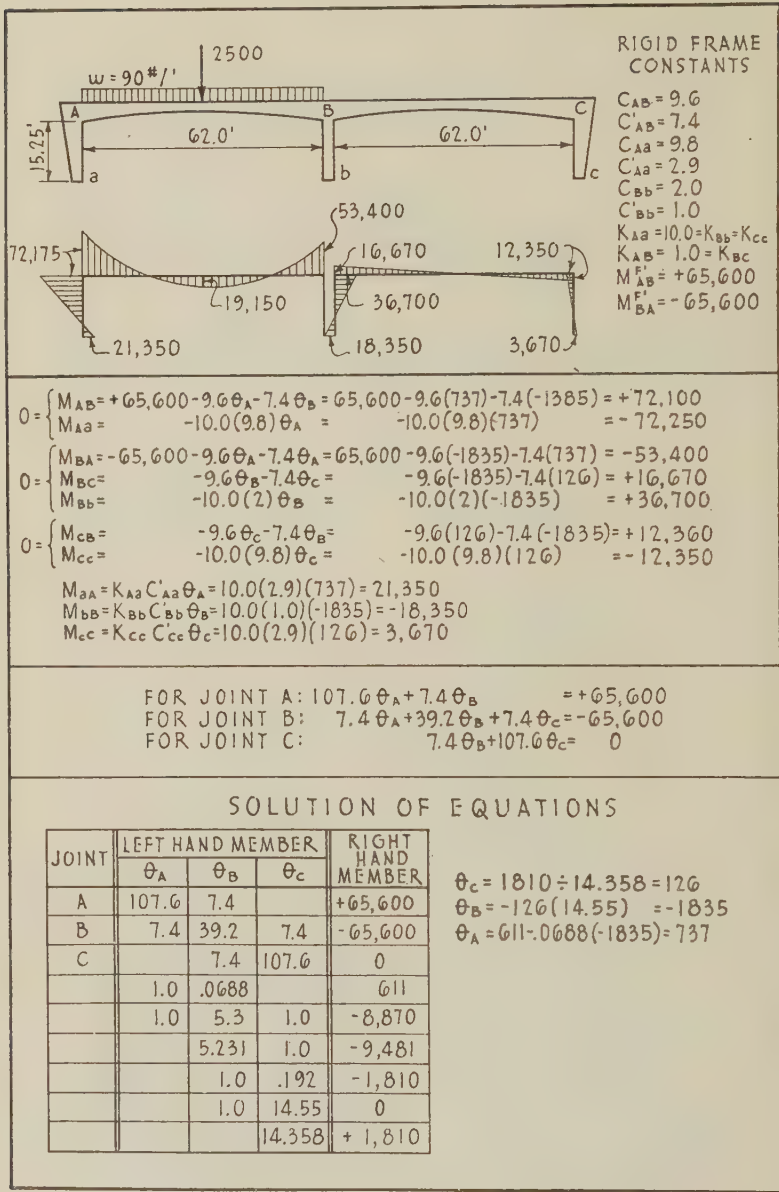 2500
w = 90 #/'
A B C
15.25'
62.0' 62.0'
a b c
RIGID FRAME
CONSTANTS
C_AB = 9.6
C'_AB = 7.4
C_Aa = 9.8
C'_Aa = 2.9
C_Bb = 2.0
C'_Bb = 1.0
K_Aa = 10.0 = K_Bb = K_Cc
K_AB = 1.0 = K_BC
M^F'_AB = +65,600
M^F'_BA = -65,600
53,400
72,175 16,670 12,350
19,150 36,700
21,350 18,350 3,670
0 = { M_AB = +65,600-9.6θ_A-7.4θ_B = 65,600-9.6(737)-7.4(-1385) = +72,100
M_Aa = -10.0(9.8)θ_A = -10.0(9.8)(737) = -72,250
0 = { M_BA = -65,600-9.6θ_A-7.4θ_A = 65,600-9.6(-1835)-7.4(737) = -53,400
M_BC = -9.6θ_B-7.4θ_C = -9.6(-1835)-7.4(126) = +16,670
M_Bb = -10.0(2)θ_B = -10.0(2)(-1835) = +36,700
0 = { M_CB = -9.6θ_C-7.4θ_B = -9.6(126)-7.4(-1835) = +12,360
M_Cc = -10.0(9.8)θ_C = -10.0(9.8)(126) = -12,350
M_aA = K_Aa C'_Aa θ_A = 10.0(2.9)(737) = 21,350
M_bB = K_Bb C'_Bb θ_B = 10.0(1.0)(-1835) = -18,350
M_cc = K_cc C'_cc θ_C = 10.0(2.9)(126) = 3,670
FOR JOINT A: 107.6θ_A+7.4θ_B = +65,600
FOR JOINT B: 7.4θ_A+39.2θ_B+7.4θ_C = -65,600
FOR JOINT C: 7.4θ_B+107.6θ_C = 0
SOLUTION OF EQUATIONS
JOINT LEFT HAND MEMBER RIGHT HAND MEMBER
θ_A θ_B θ_C
A 107.6 7.4 +65,600
B 7.4 39.2 7.4 -65,600
C 7.4 107.6 0
1.0 .0688 611
1.0 5.3 1.0 -8,870
5.231 1.0 -9,481
1.0 .192 -1,810
1.0 14.55 0
14.358 + 1,810
θ_C = 1810÷14.358 = 126
θ_B = -126(14.55) = -1835
θ_A = 611-.0688(-1835) = 737